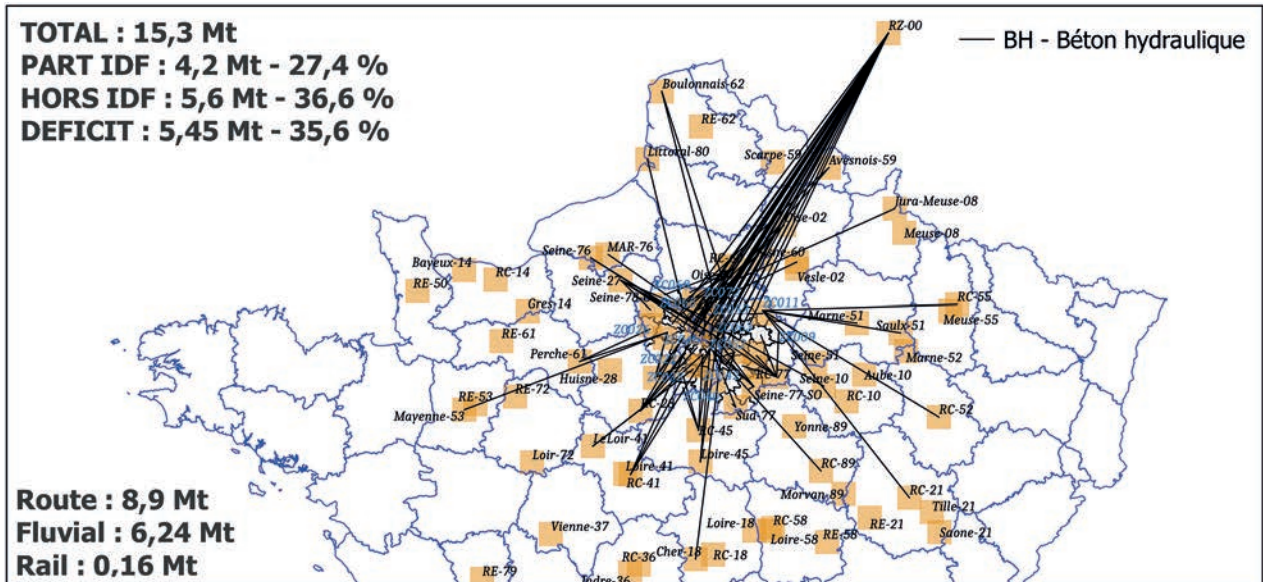 TOTAL : 15,3 Mt
PART IDF : 4,2 Mt - 27,4 %
HORS IDF : 5,6 Mt - 36,6 %
DEFICIT : 5,45 Mt - 35,6 %
RZ-00
BH - Béton hydraulique
Boulonnais-62
RE-62
Littoral-80
Scarpe-59
Avesnois-59
Jura-Meuse-08
Meuse-08
Seine-76
MAR-76
Vesle-02
Bayeux-14
RC-14
RE-50
Seine-27
Gres-14
ZC011
RC-55
Meuse-55
Marne-51
Saulx-51
Marne-52
RE-61
Perche-61
Huisne-28
Seine-51
Seine-10
Aube-10
RE-53
RE-72
Mayenne-53
Seine-77-SO
Sud-77
RC-10
RC-52
RC-45
Yonne-89
LeLoir-41
Loir-72
Loire-41
RC-41
Loire-45
RC-89
Morvan-89
RC-21
Tille-21
Saone-21
RE-21
Route : 8,9 Mt
Fluvial : 6,24 Mt
Rail : 0,16 Mt
Vienne-37
Loire-18
RC-58
Loire-58
RE-58
RC-36
Cher-18
RC-18
Indre-36
RE-79